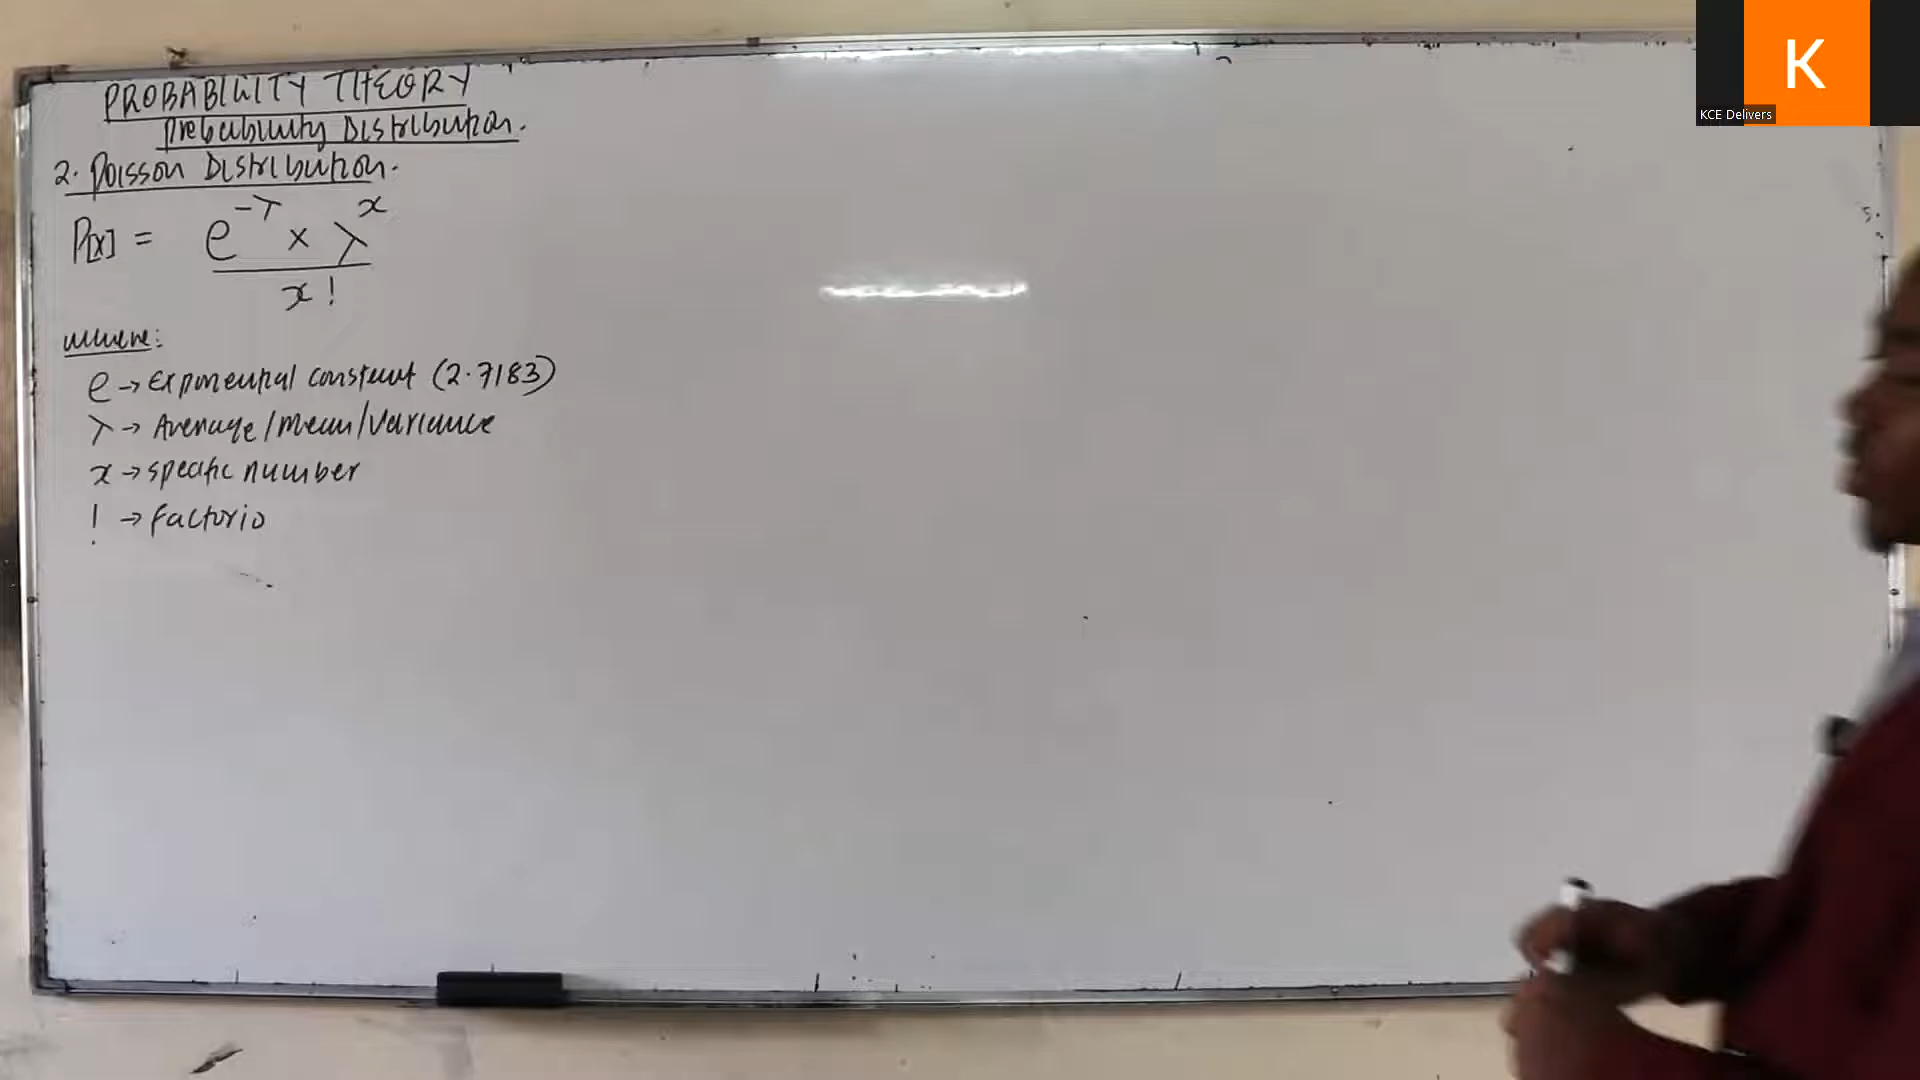 PROBABILITY THEORY
Probability Distribution.
2. Poisson Distribution.
P[x] = e^-λ × λ^x
x!
where:
e → Exponential constant (2.7183)
λ → Average/Mean/Variance
x → specific number
! → factorio
K
KCE Delivers